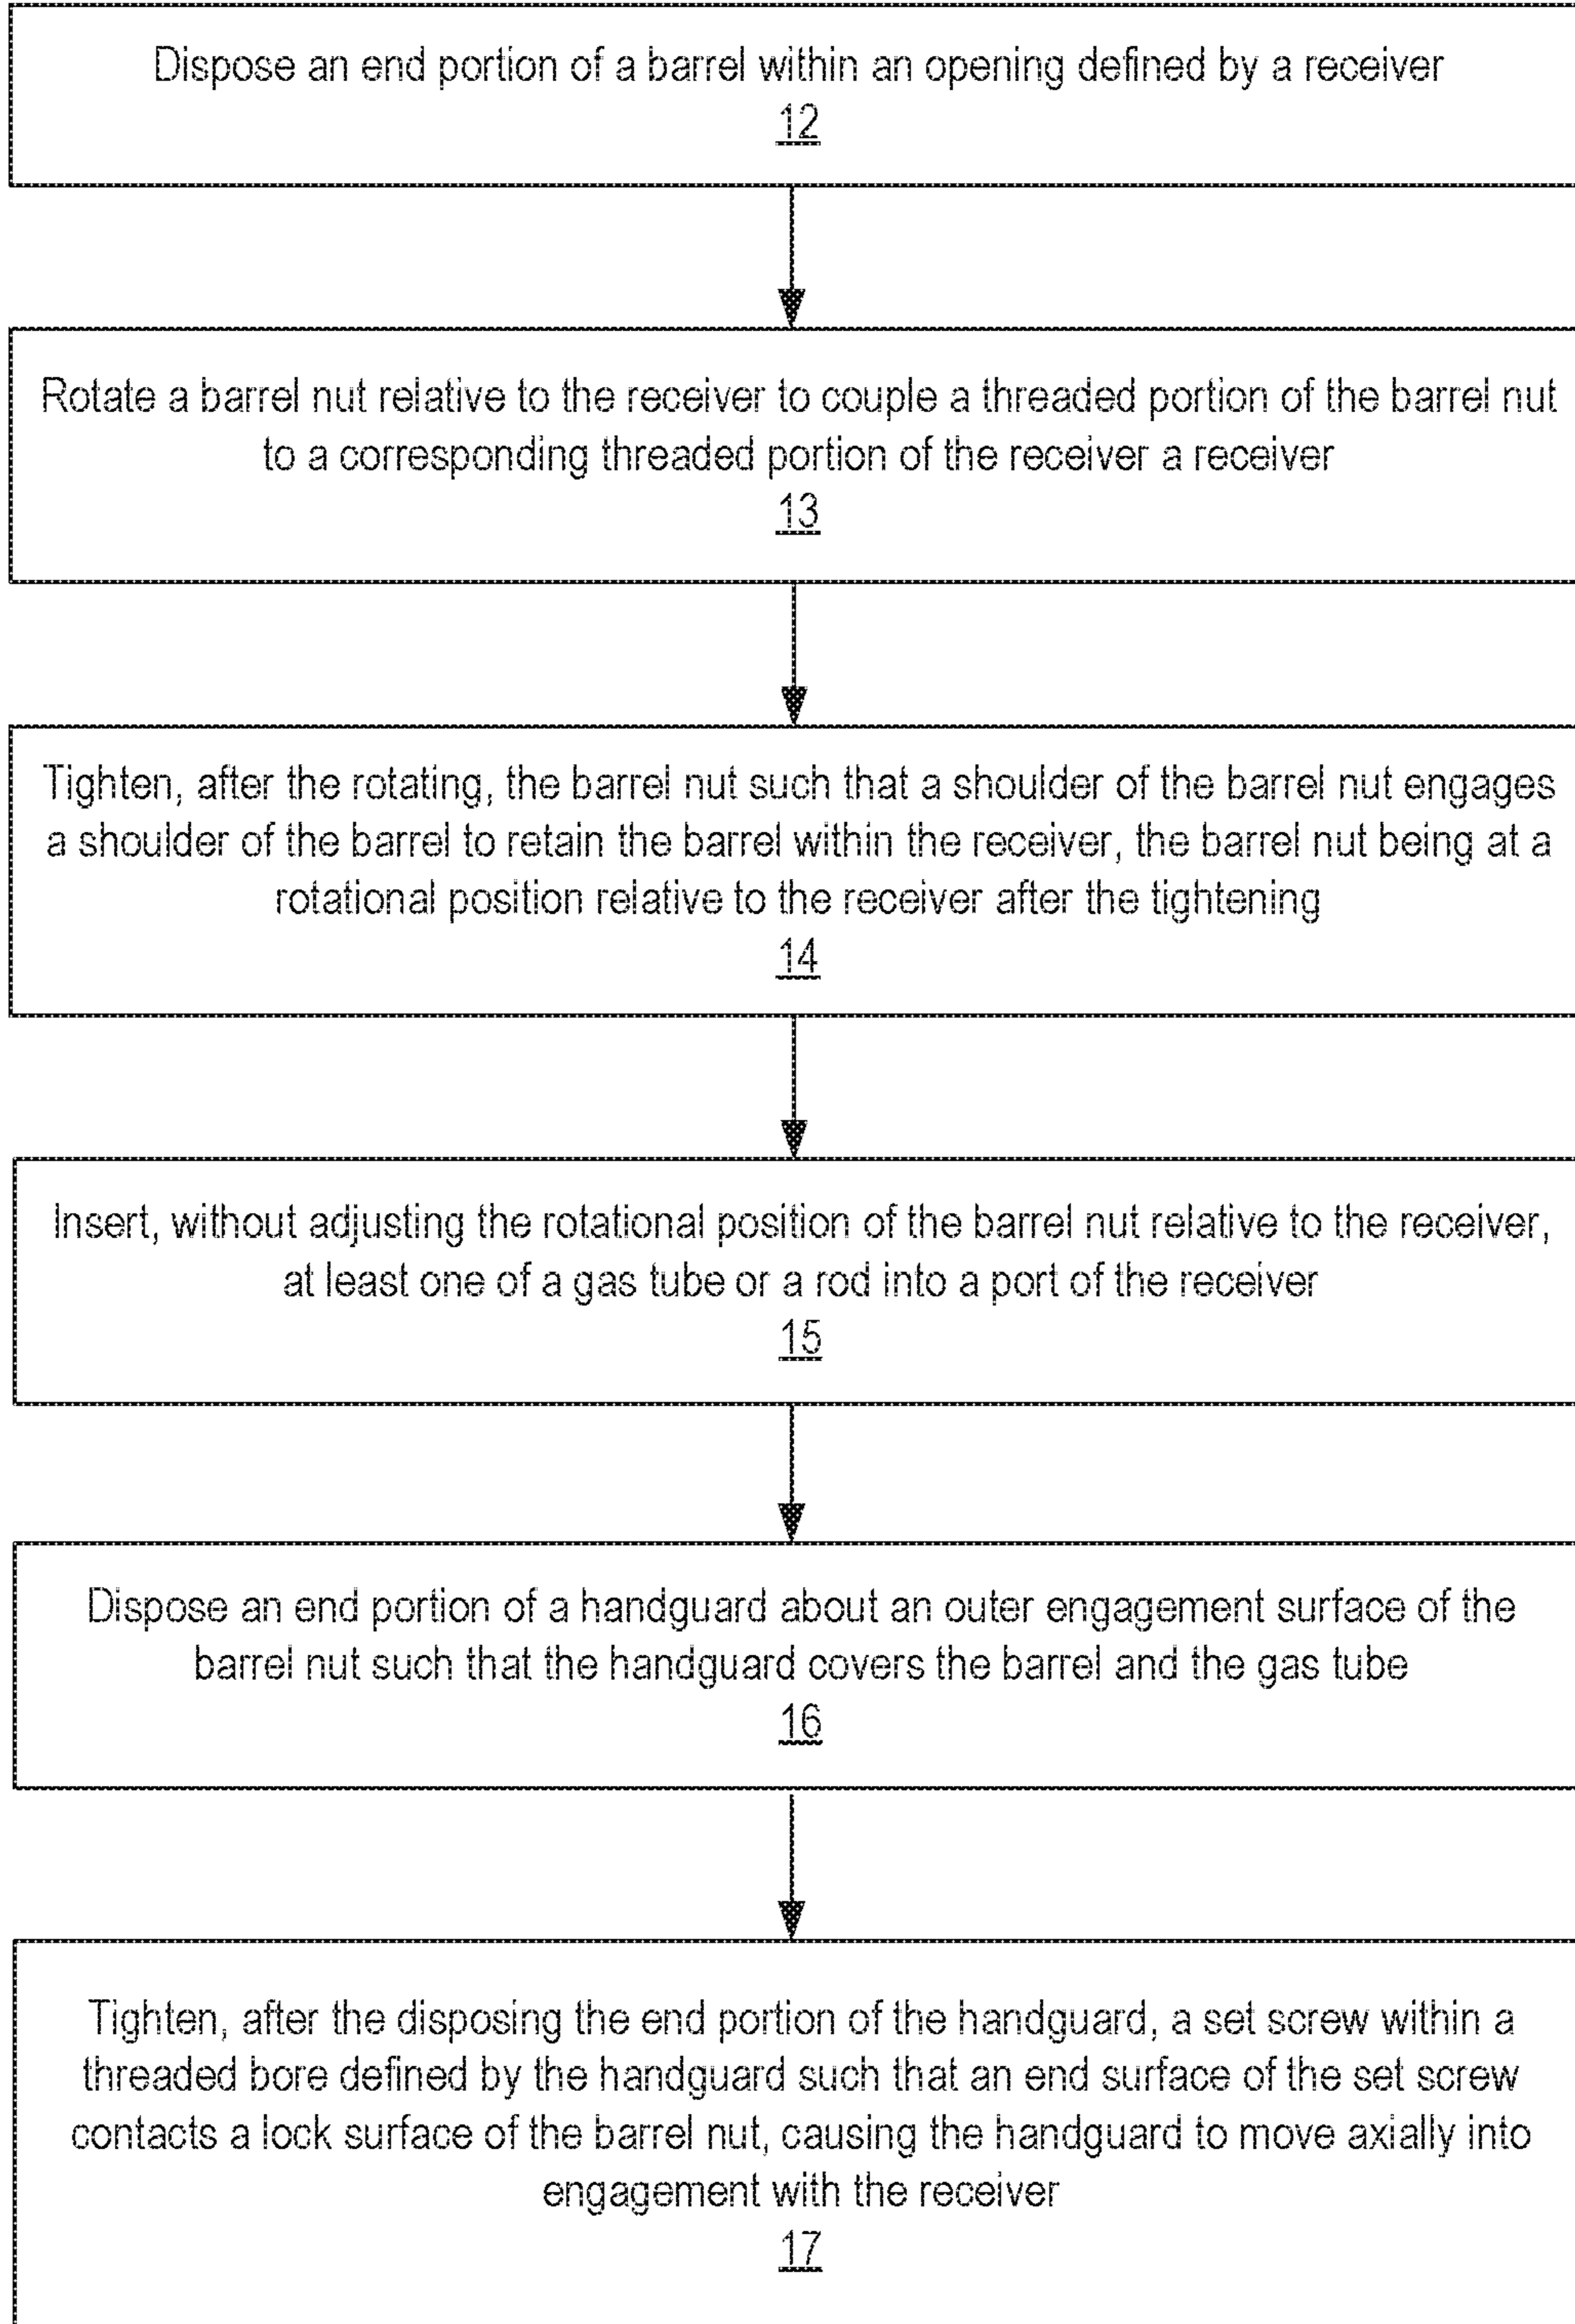 Dispose an end portion of a barrel within an opening defined by a receiver
12
Rotate a barrel nut relative to the receiver to couple a threaded portion of the barrel nut
to a corresponding threaded portion of the receiver a receiver
13
Tighten, after the rotating, the barrel nut such that a shoulder of the barrel nut engages
a shoulder of the barrel to retain the barrel within the receiver, the barrel nut being at a
rotational position relative to the receiver after the tightening
14
Insert, without adjusting the rotational position of the barrel nut relative to the receiver,
at least one of a gas tube or a rod into a port of the receiver
15
Dispose an end portion of a handguard about an outer engagement surface of the
barrel nut such that the handguard covers the barrel and the gas tube
16
Tighten, after the disposing the end portion of the handguard, a set screw within a
threaded bore defined by the handguard such that an end surface of the set screw
contacts a lock surface of the barrel nut, causing the handguard to move axially into
engagement with the receiver
17